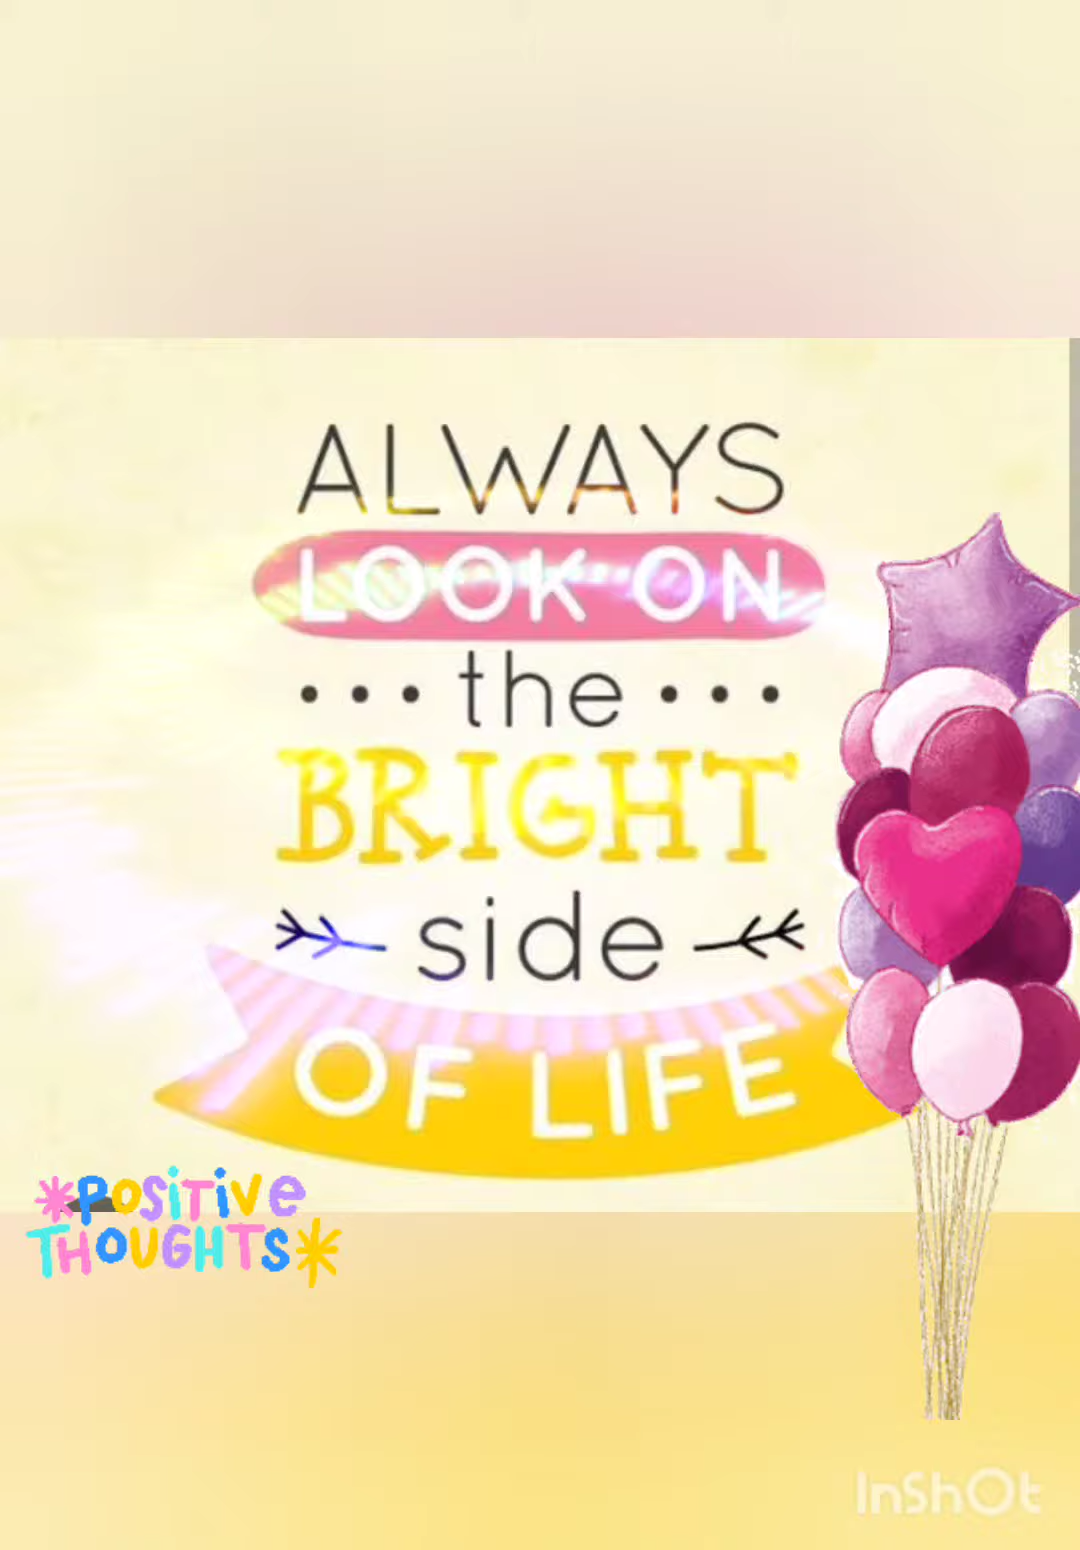 ALWAYS
LOOK ON
the
BRIGHT
side
OF LIFE
POSITIVE
THOUGHTS
InShOt